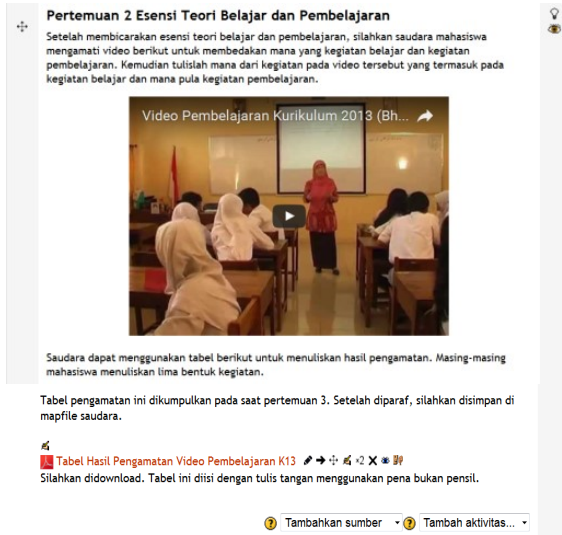 Pertemuan 2 Esensi Teori Belajar dan Pembelajaran
Setelah membicarakan esensi teori belajar dan pembelajaran, silahkan saudara mahasiswa
mengamati video berikut untuk membedakan mana yang kegiatan belajar dan kegiatan
pembelajaran. Kemudian tulislah mana dari kegiatan pada video tersebut yang termasuk pada
kegiatan belajar dan mana pula kegiatan pembelajaran.
Video Pembelajaran Kurikulum 2013 (Bh...
Saudara dapat menggunakan tabel berikut untuk menuliskan hasil pengamatan. Masing-masing
mahasiswa menuliskan lima bentuk kegiatan.
Tabel pengamatan ini dikumpulkan pada saat pertemuan 3. Setelah diparaf, silahkan disimpan di
mapfile saudara.
Tabel Hasil Pengamatan Video Pembelajaran K13 ×2
Silahkan didownload. Tabel ini diisi dengan tulis tangan menggunakan pena bukan pensil.
Tambahkan sumber Tambah aktivitas...